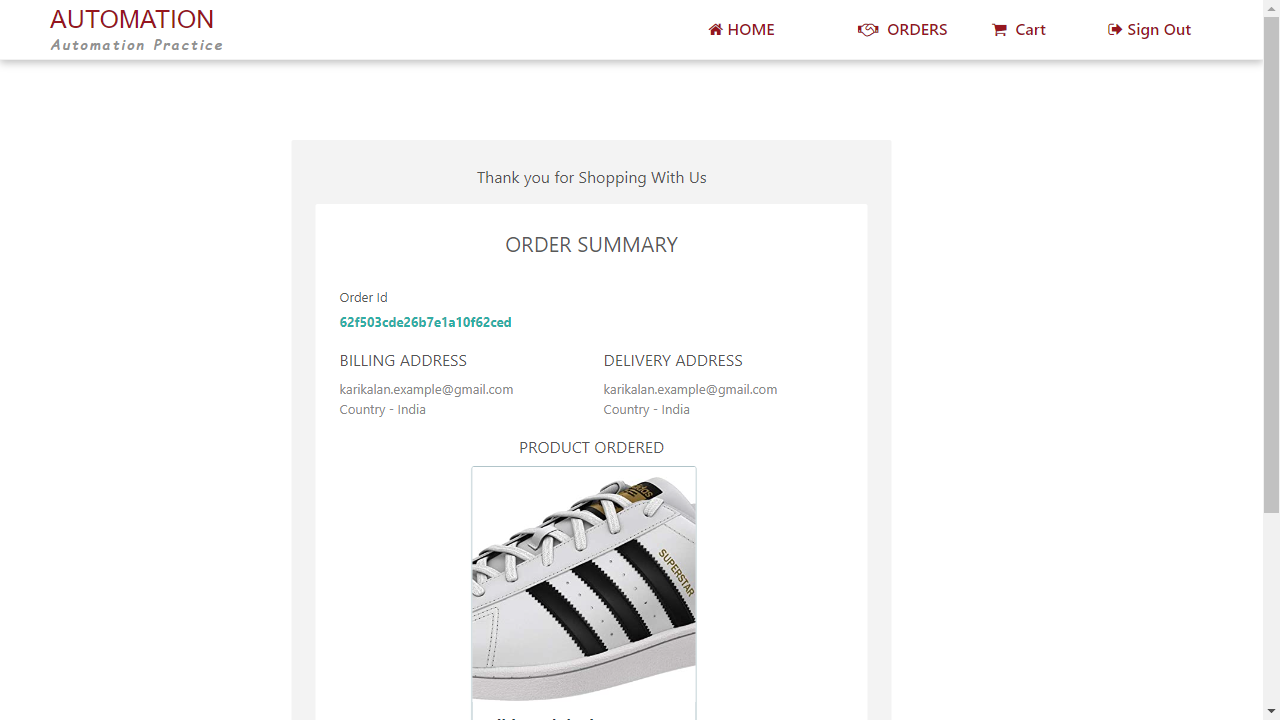 AUTOMATION
Automation Practice
HOME
ORDERS
Cart
Sign Out
Thank you for Shopping With Us
ORDER SUMMARY
Order Id
62f503cde26b7e1a10f62ced
BILLING ADDRESS
DELIVERY ADDRESS
karikalan.example@gmail.com
karikalan.example@gmail.com
Country - India
Country - India
PRODUCT ORDERED
SUPERSTAR